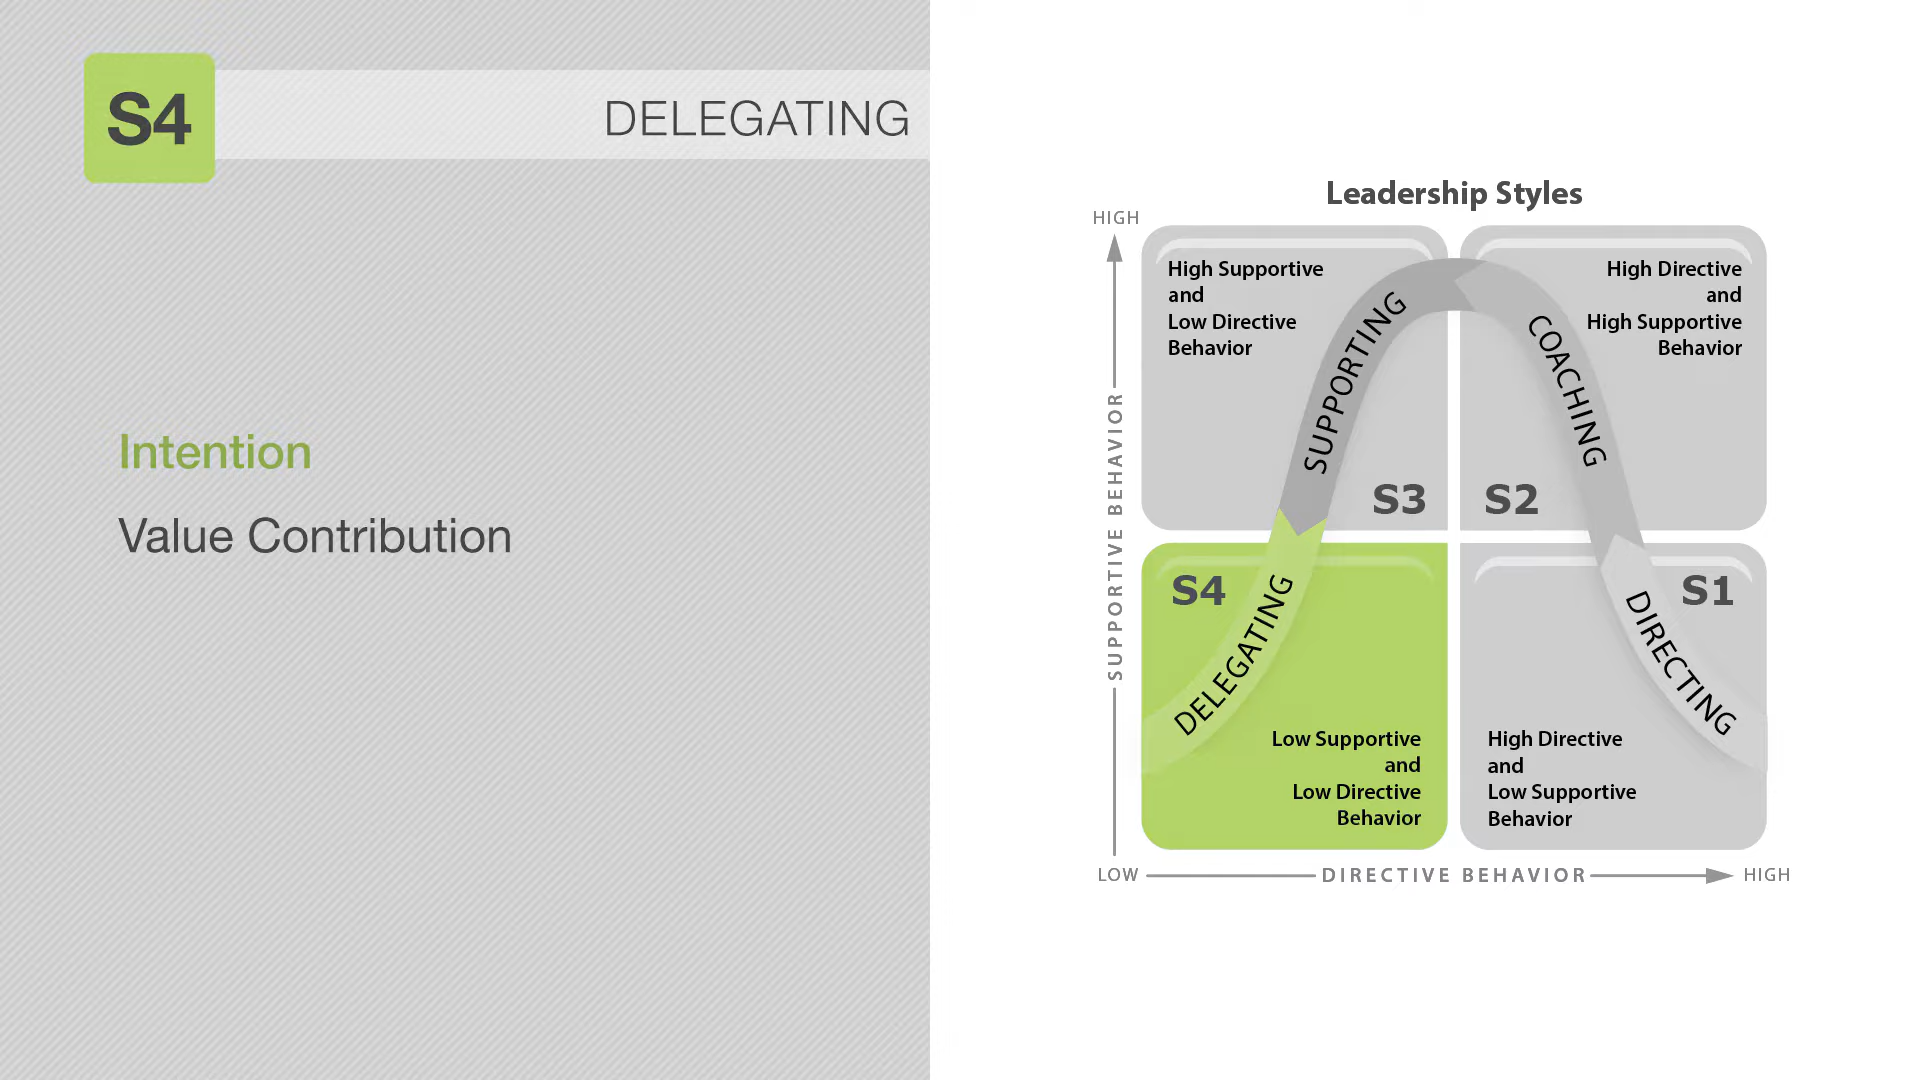 S4
DELEGATING
Intention
Value Contribution
Leadership Styles
HIGH
SUPPORTIVE BEHAVIOR
High Supportive
and
Low Directive
Behavior
SUPPORTING
S3
High Directive
and
High Supportive
Behavior
COACHING
S2
S4
DELEGATING
Low Supportive
and
Low Directive
Behavior
S1
DIRECTING
High Directive
and
Low Supportive
Behavior
LOW
DIRECTIVE BEHAVIOR
HIGH